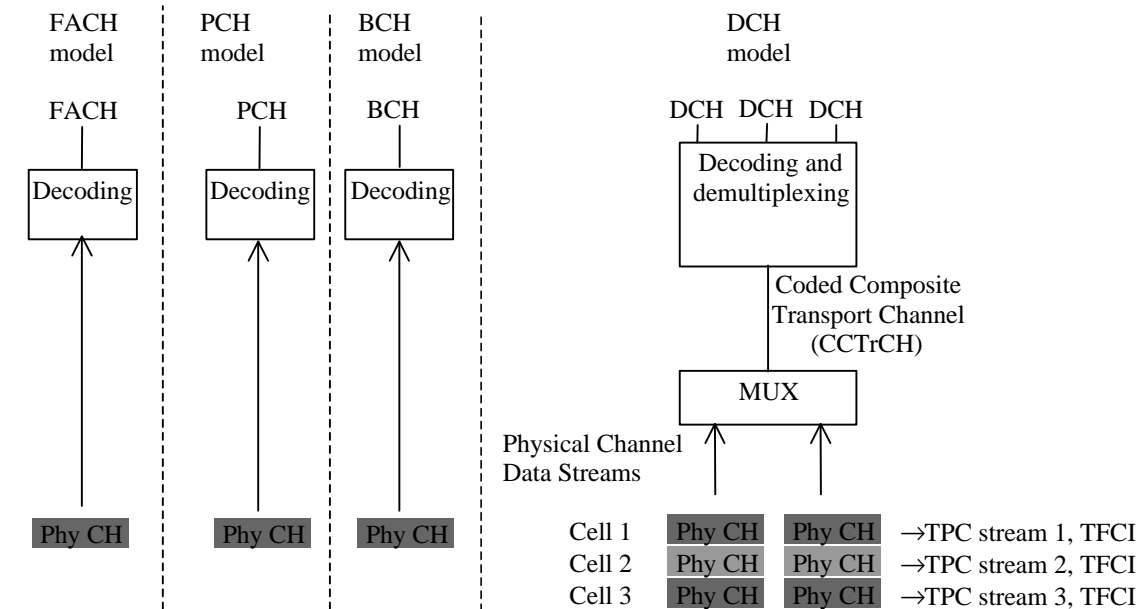 FACH
model
PCH
model
BCH
model
DCH
model
FACH
PCH
BCH
DCH DCH DCH
Decoding
Decoding
Decoding
Decoding and
demultiplexing
Coded Composite
Transport Channel
(CCTrCH)
MUX
Physical Channel
Data Streams
Phy CH
Phy CH
Phy CH
Cell 1 Phy CH Phy CH →TPC stream 1, TFCI
Cell 2 Phy CH Phy CH →TPC stream 2, TFCI
Cell 3 Phy CH Phy CH →TPC stream 3, TFCI